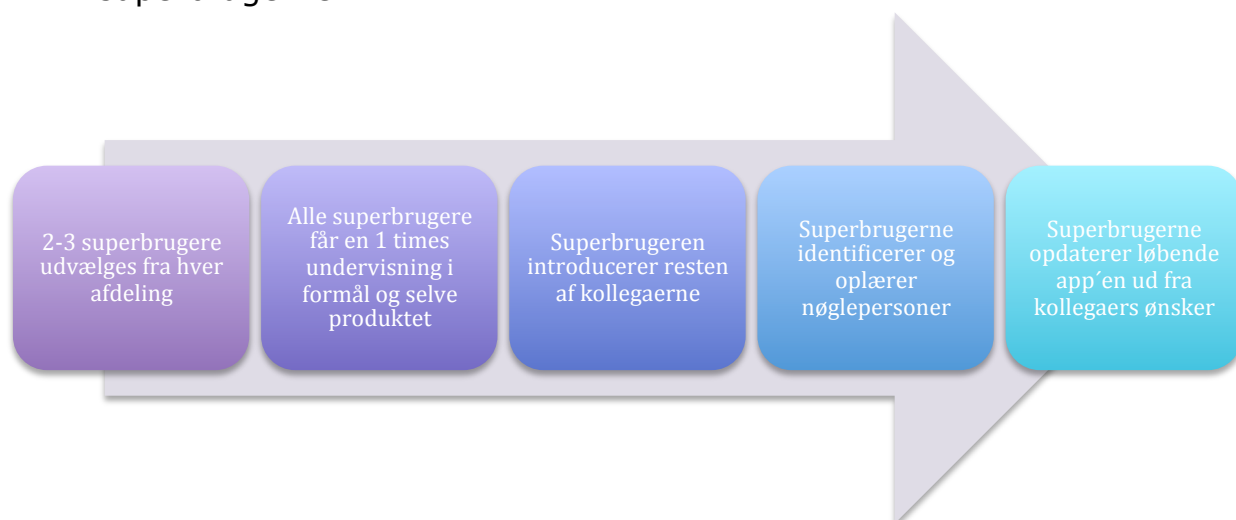 superbrugerne
2-3 superbrugere
udvælges fra hver
afdeling
Alle superbrugere
får en 1 times
undervisning i
formål og selve
produktet
Superbrugeren
introducerer resten
af kollegaerne
Superbrugerne
identificerer og
oplærer
nøglepersoner
Superbrugerne
opdaterer løbende
app´en ud fra
kollegaers ønsker